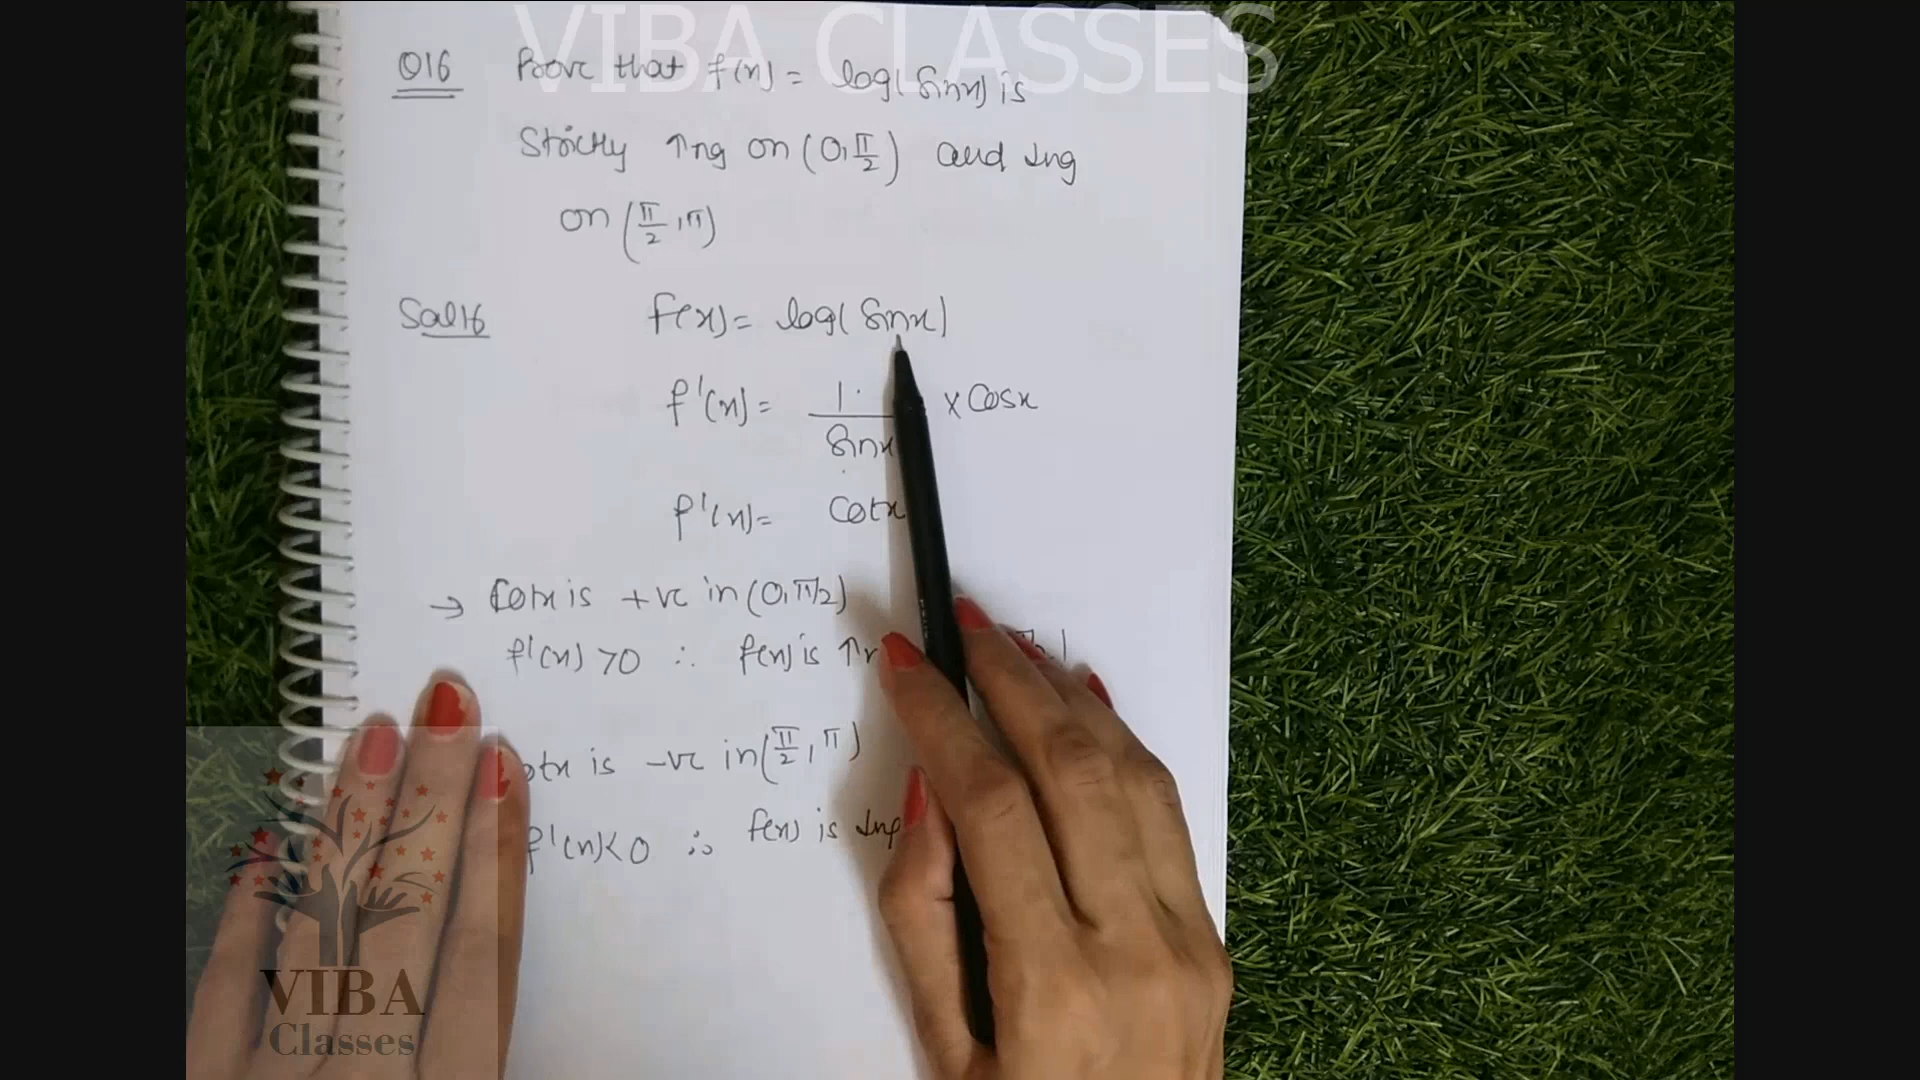 VIBA CLASSES
Q16 Prove that f(x) = log(sinx) is
Strictly ↑ng on (0, π/2) and ↓ng
on (π/2, π)
Sol16 f(x) = log(sinx)
f'(x) = 1/sinx × Cosx
f'(x) = Cotx
→ Cotx is +ve in (0, π/2)
f'(x) >0 ∴ f(x) is ↑
otx is -ve in (π/2, π)
f'(x) <0 ∴ f(x) is ↓ng
VIBA
Classes